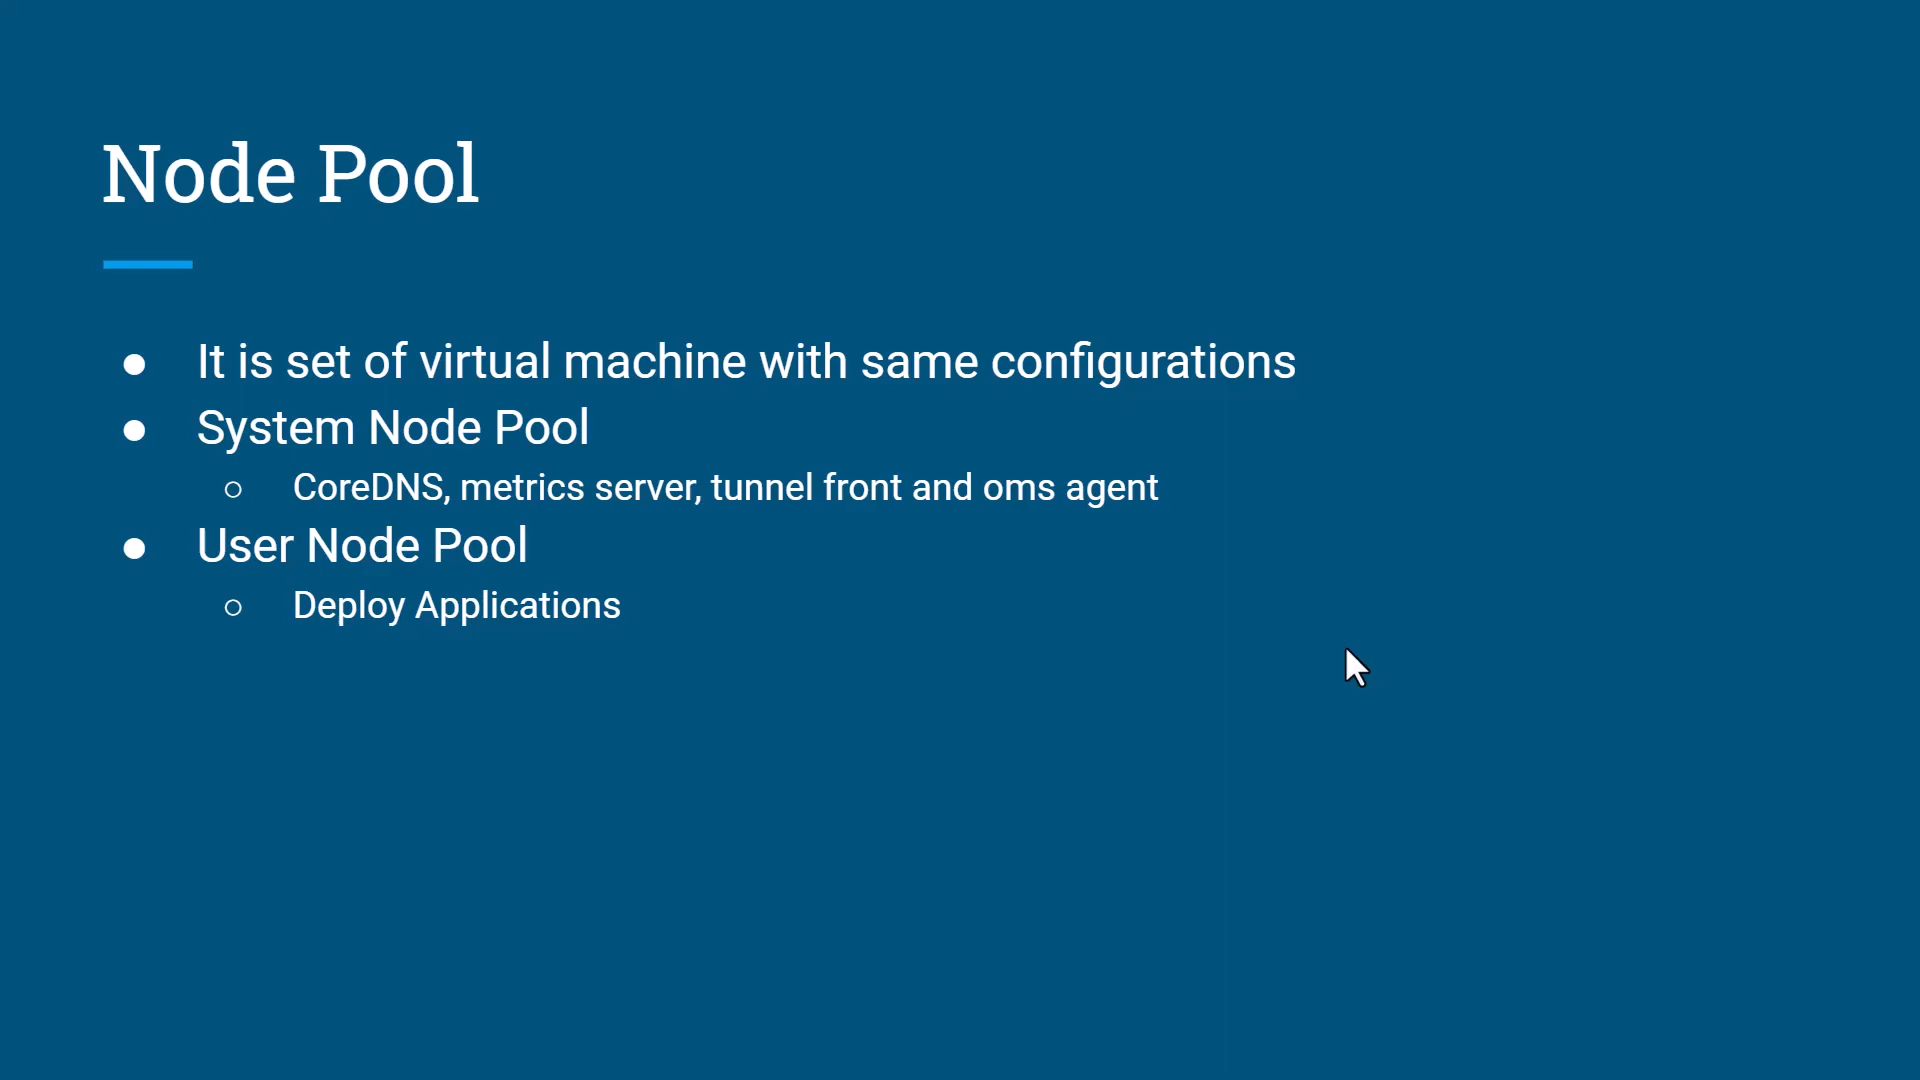 Node Pool
● It is set of virtual machine with same configurations
● System Node Pool
○ CoreDNS, metrics server, tunnel front and oms agent
● User Node Pool
○ Deploy Applications